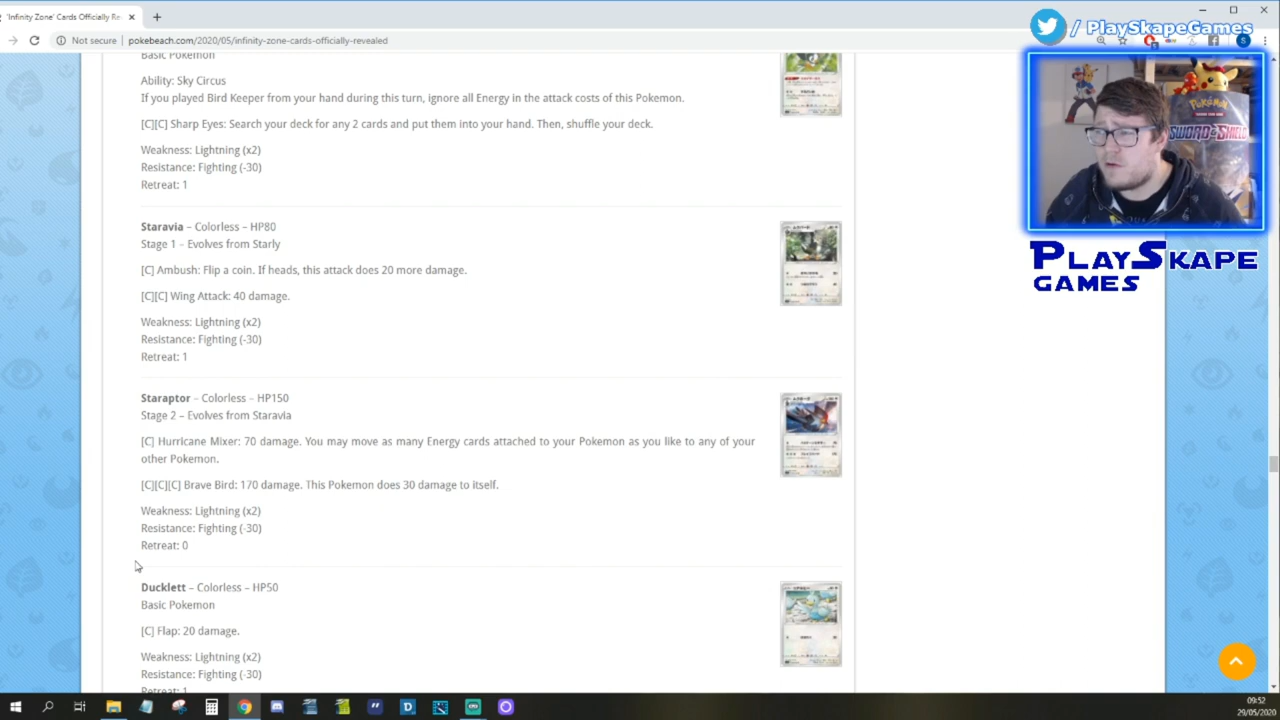 'Infinity Zone' Cards Officially Re
/ PlaySkapeGames
Not secure | pokebeach.com/2020/05/infinity-zone-cards-officially-revealed
Basic Pokemon
Ability: Sky Circus
If you played Bird Keeper from your hand during this turn, ignore all Energy in the attack costs of this Pokemon.
[C][C] Sharp Eyes: Search your deck for any 2 cards and put them into your hand. Then, shuffle your deck.
Weakness: Lightning (x2)
Resistance: Fighting (-30)
Retreat: 1
Pokémon
SWORD & SHIELD
PLAYSKAPE
GAMES
Staravia – Colorless – HP80
Stage 1 – Evolves from Starly
[C] Ambush: Flip a coin. If heads, this attack does 20 more damage.
[C][C] Wing Attack: 40 damage.
Weakness: Lightning (x2)
Resistance: Fighting (-30)
Retreat: 1
Staraptor – Colorless – HP150
Stage 2 – Evolves from Staravia
[C] Hurricane Mixer: 70 damage. You may move as many Energy cards attached to your Pokemon as you like to any of your
other Pokemon.
[C][C][C] Brave Bird: 170 damage. This Pokemon does 30 damage to itself.
Weakness: Lightning (x2)
Resistance: Fighting (-30)
Retreat: 0
Ducklett – Colorless – HP50
Basic Pokemon
[C] Flap: 20 damage.
Weakness: Lightning (x2)
Resistance: Fighting (-30)
Retreat: 1
09:52
29/05/2020